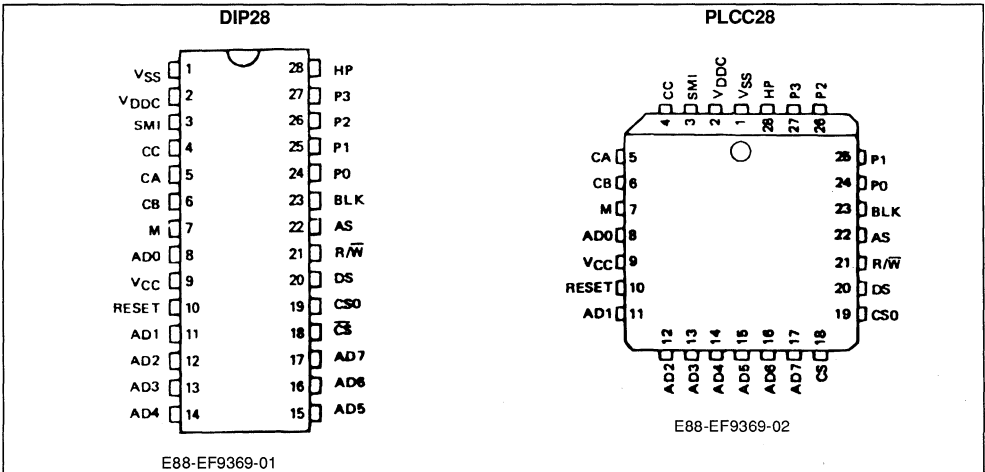 DIP28
VSS 1 28 HP
VDDC 2 27 P3
SMI 3 26 P2
CC 4 25 P1
CA 5 24 P0
CB 6 23 BLK
M 7 22 AS
AD0 8 21 R/W̅
VCC 9 20 DS
RESET 10 19 CS0
AD1 11 18 C̅S̅
AD2 12 17 AD7
AD3 13 16 AD6
AD4 14 15 AD5
E88-EF9369-01
PLCC28
CC SMI VDDC VSS HP P3 P2
4 3 2 1 28 27 26
CA 5 25 P1
CB 6 24 P0
M 7 23 BLK
AD0 8 22 AS
VCC 9 21 R/W̅
RESET 10 20 DS
AD1 11 19 CS0
12 13 14 15 16 17 18
AD2 AD3 AD4 AD5 AD6 AD7 CS
E88-EF9369-02